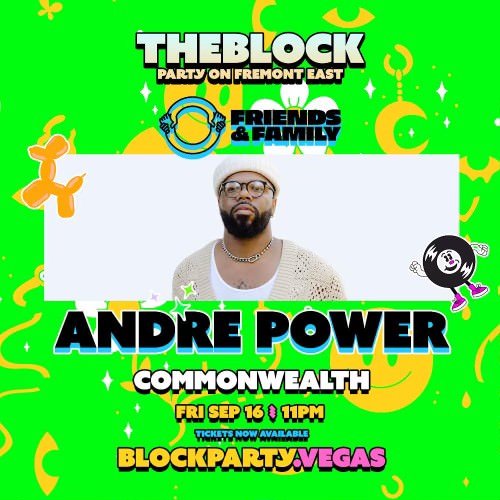 THEBLOCK
PARTY ON FREMONT EAST
FRIENDS
& FAMILY
ANDRE POWER
COMMONWEALTH
FRI SEP 16 11PM
TICKETS NOW AVAILABLE
BLOCKPARTY.VEGAS